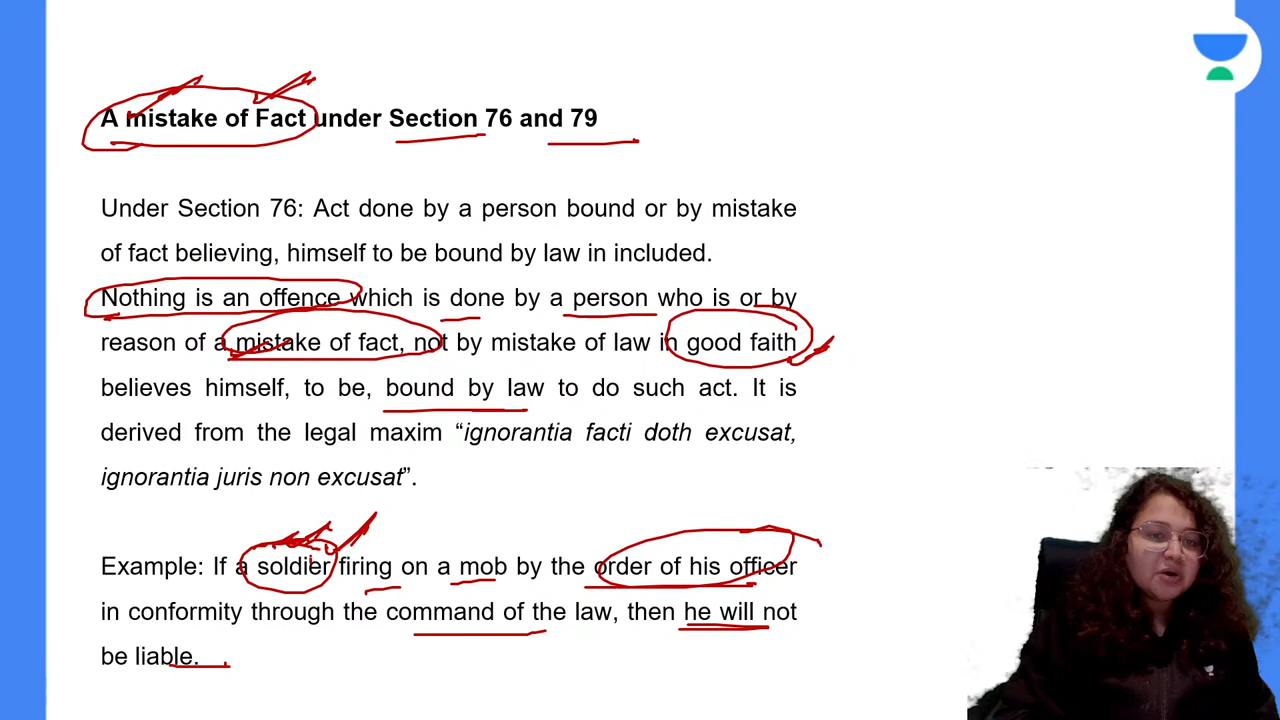 A mistake of Fact under Section 76 and 79
Under Section 76: Act done by a person bound or by mistake
of fact believing, himself to be bound by law in included.
Nothing is an offence which is done by a person who is or by
reason of a mistake of fact, not by mistake of law in good faith
believes himself, to be, bound by law to do such act. It is
derived from the legal maxim “ignorantia facti doth excusat,
ignorantia juris non excusat”.
Example: If a soldier firing on a mob by the order of his officer
in conformity through the command of the law, then he will not
be liable.